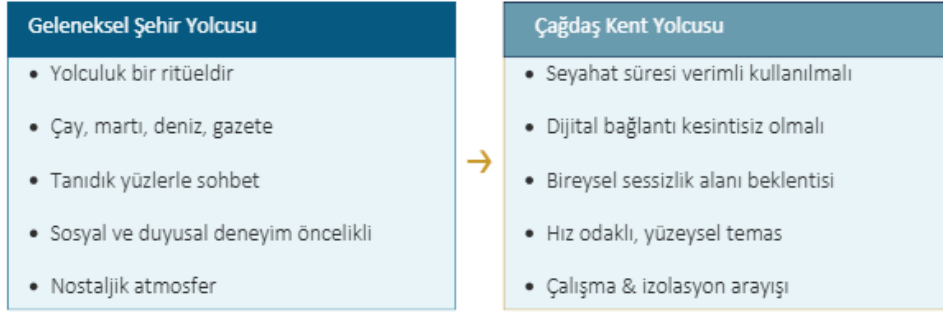 Geleneksel Şehir Yolcusu
• Yolculuk bir ritüeldir
• Çay, martı, deniz, gazete
• Tanıdık yüzlerle sohbet
• Sosyal ve duyusal deneyim öncelikli
• Nostaljik atmosfer
→
Çağdaş Kent Yolcusu
• Seyahat süresi verimli kullanılmalı
• Dijital bağlantı kesintisiz olmalı
• Bireysel sessizlik alanı beklentisi
• Hız odaklı, yüzeysel temas
• Çalışma & izolasyon arayışı